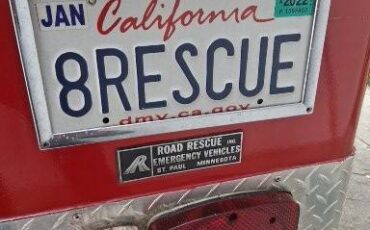 JAN California 2022
8RESCUE
dmv.ca.gov
ROAD RESCUE INC.
EMERGENCY VEHICLES
ST. PAUL MINNESOTA